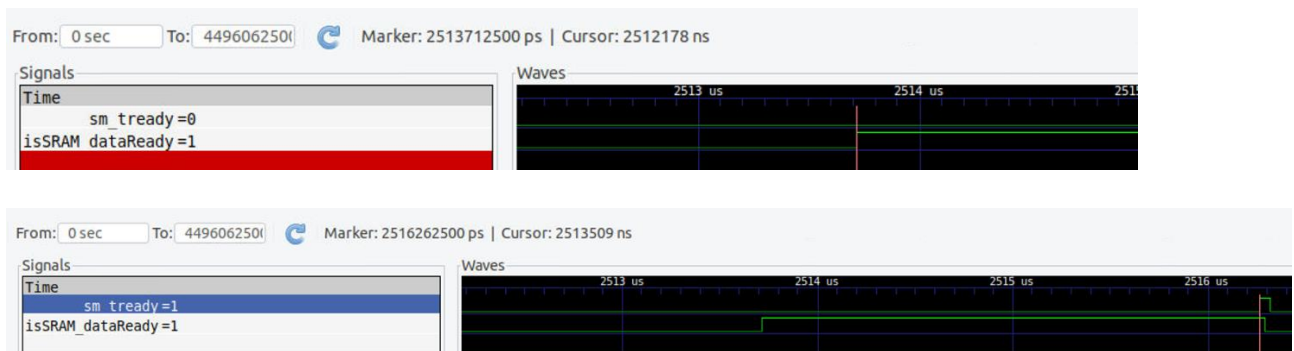 From: 0 sec To: 4496062500 Marker: 2513712500 ps | Cursor: 2512178 ns
Signals Waves
Time 2513 us 2514 us
sm_tready=0
isSRAM_dataReady=1
From: 0 sec To: 4496062500 Marker: 2516262500 ps | Cursor: 2513509 ns
Signals Waves
Time 2513 us 2514 us 2515 us 2516 us
sm_tready=1
isSRAM_dataReady=1